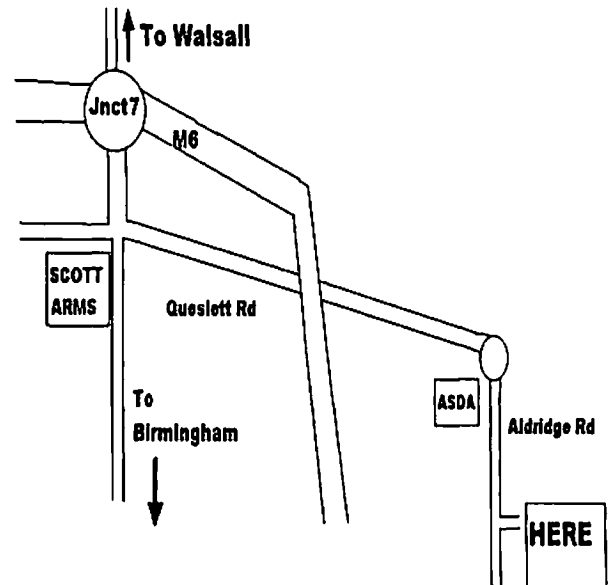 To Walsall
Jnct7
M6
SCOTT
ARMS
Queslett Rd
To
Birmingham
ASDA
Aldridge Rd
HERE